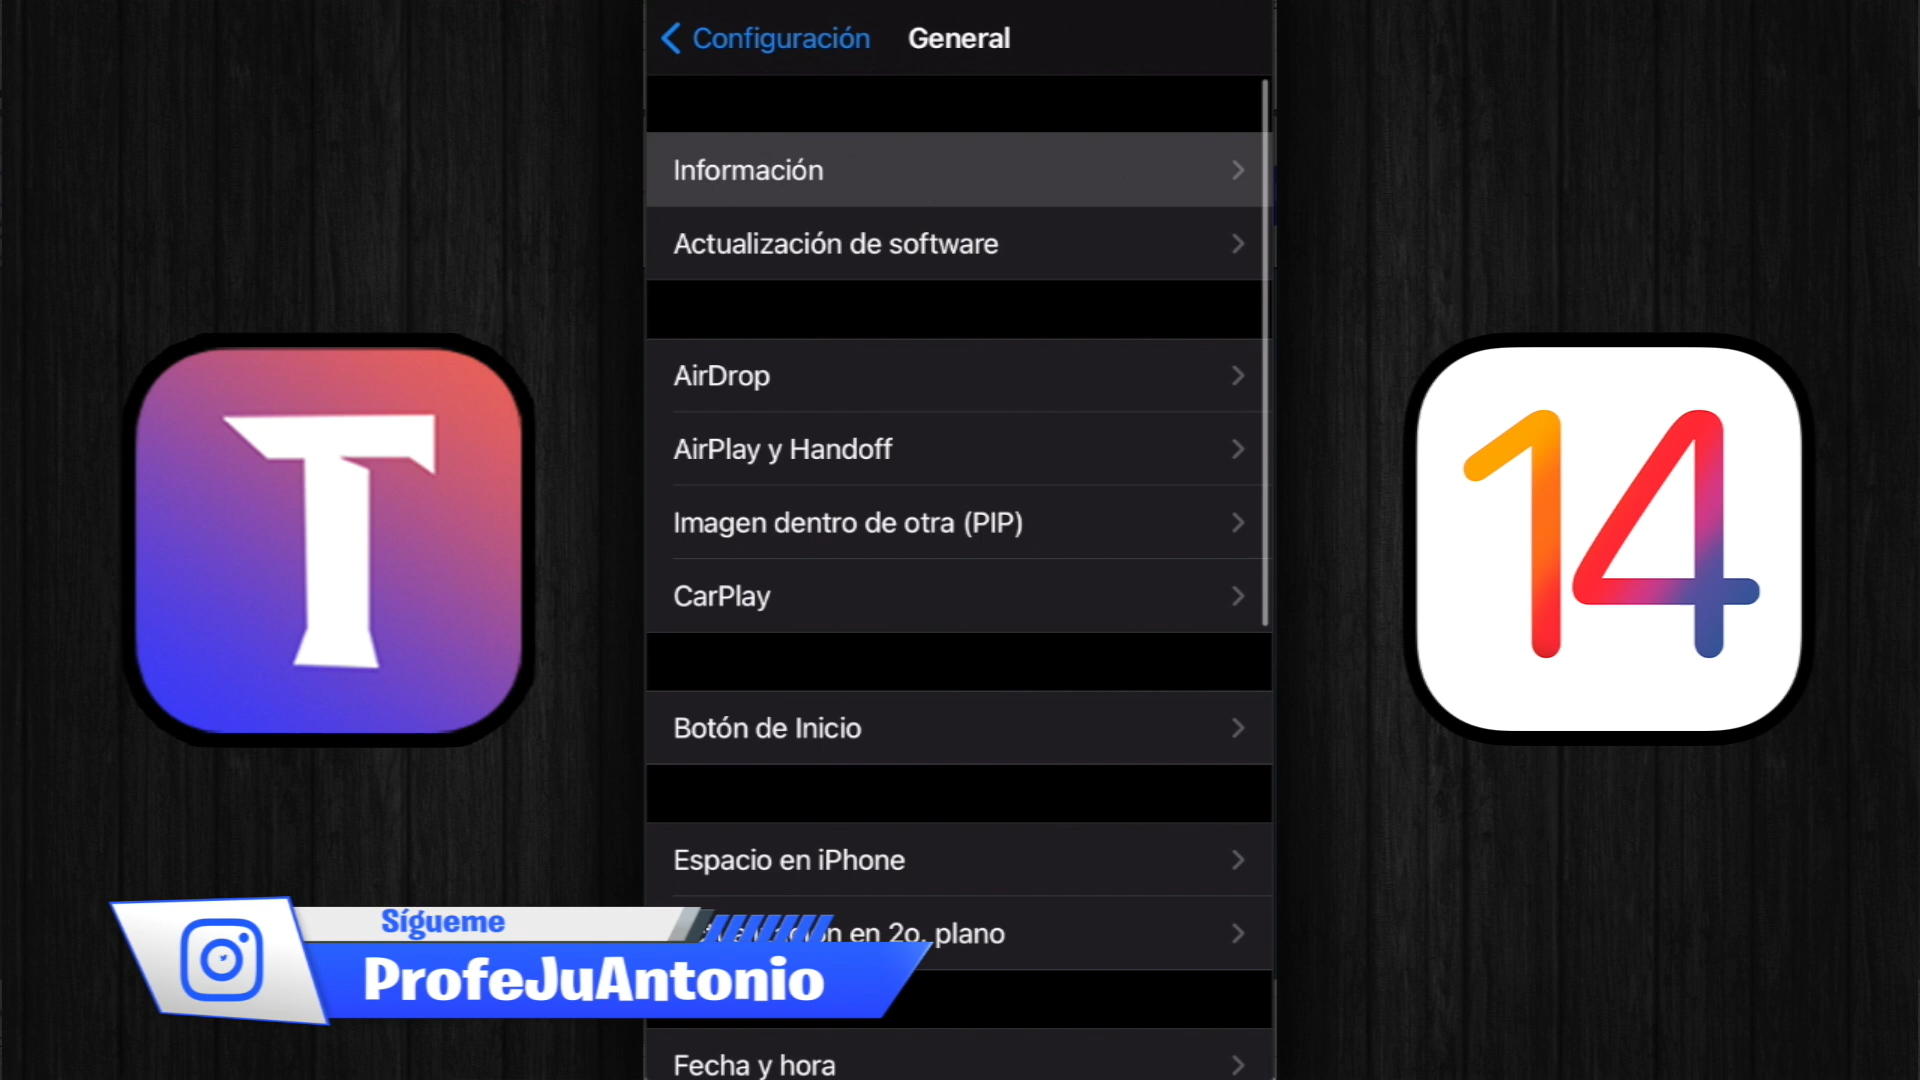 Configuración General
Información
Actualización de software
AirDrop
AirPlay y Handoff
Imagen dentro de otra (PIP)
CarPlay
T
14
Botón de Inicio
Espacio en iPhone
en 2o. plano
Sígueme
ProfeJuAntonio
Fecha y hora